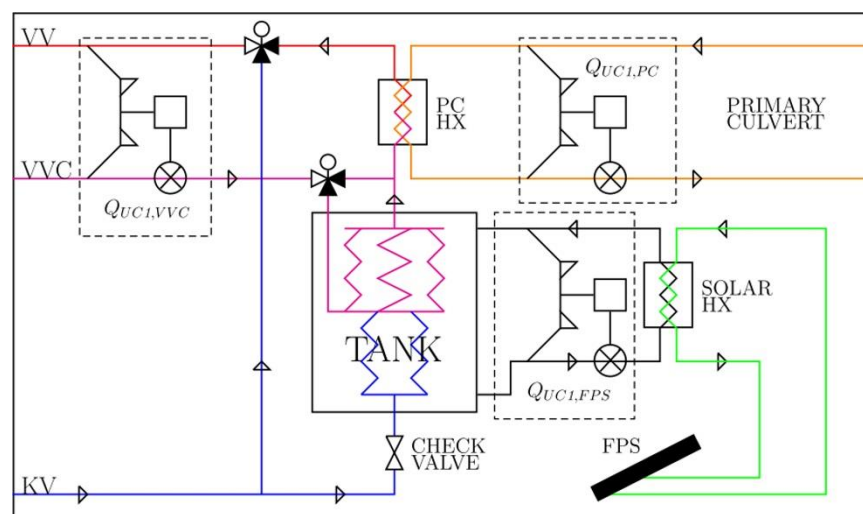 VV
Q_{UC1,PC}
PC
HX
PRIMARY
CULVERT
VVC
Q_{UC1,VVC}
SOLAR
HX
TANK
Q_{UC1,FPS}
CHECK
VALVE
FPS
KV